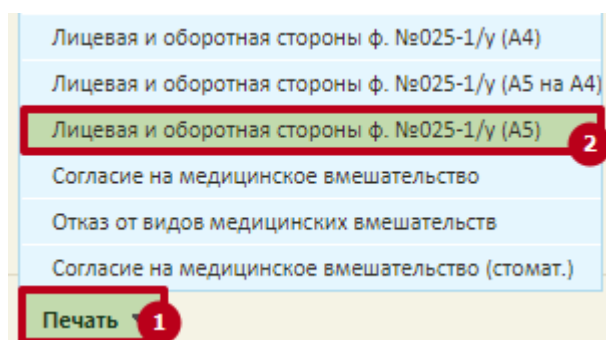 Лицевая и оборотная стороны ф. №025-1/у (А4)
Лицевая и оборотная стороны ф. №025-1/у (А5 на А4)
Лицевая и оборотная стороны ф. №025-1/у (А5)
2
Согласие на медицинское вмешательство
Отказ от видов медицинских вмешательств
Согласие на медицинское вмешательство (стомат.)
Печать 1